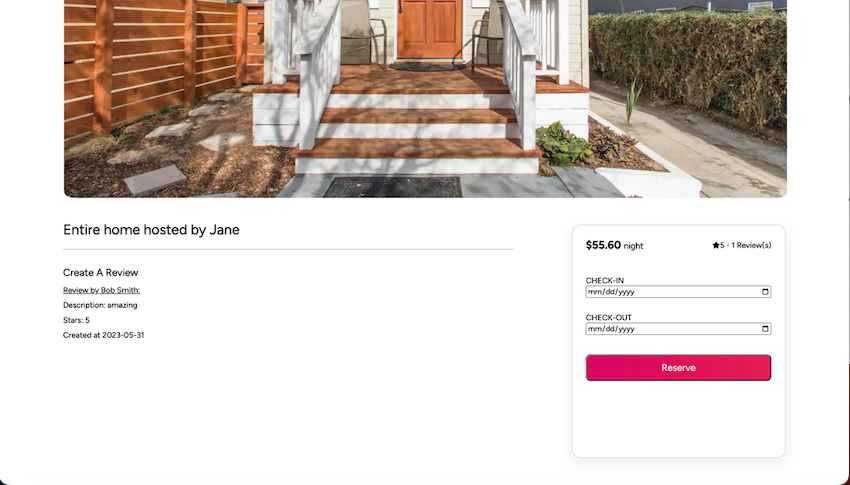 Entire home hosted by Jane
Create A Review
Review by Bob Smith:
Description: amazing
Stars: 5
Created at 2023-05-31
$55.60 night
★5 - 1 Review(s)
CHECK-IN
mm/dd/yyyy
CHECK-OUT
mm/dd/yyyy
Reserve